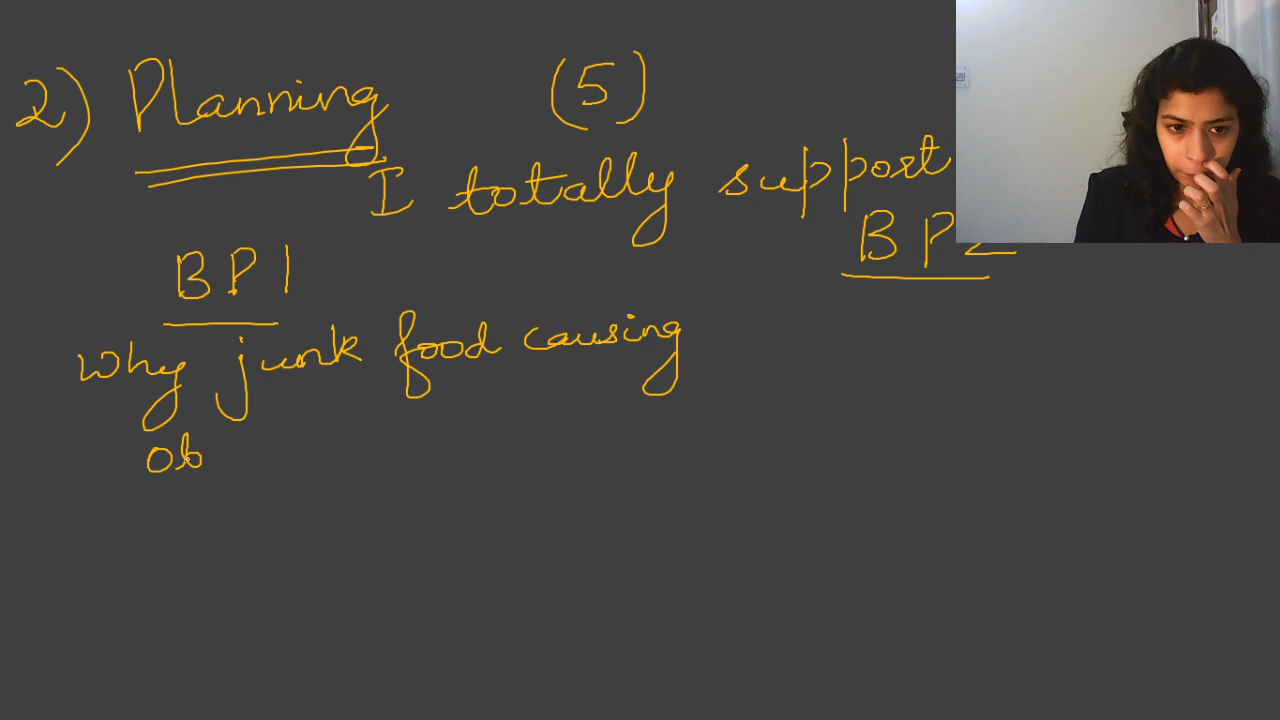 2) Planning (5)
I totally support
BP1 BP2
Why junk food causing
ob